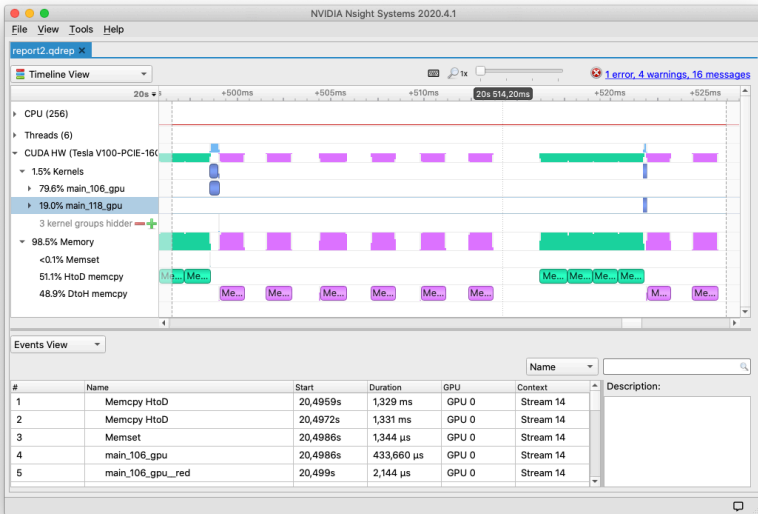 NVIDIA Nsight Systems 2020.4.1
File View Tools Help
report2.qdrep ×
Timeline View 1x 1 error, 4 warnings, 16 messages
20s +500ms +505ms +510ms 20s 514,20ms +520ms +525ms
CPU (256)
Threads (6)
CUDA HW (Tesla V100-PCIE-16(
1.5% Kernels
79.6% main_106_gpu
19.0% main_118_gpu
3 kernel groups hidden
98.5% Memory
<0.1% Memset
51.1% HtoD memcpy Me... Me... Me... Me... Me... Me...
48.9% DtoH memcpy Me... Me... Me... Me... Me... Me... M... Me...
Events View
Name
# Name Start Duration GPU Context Description:
1 Memcpy HtoD 20,4959s 1,329 ms GPU 0 Stream 14
2 Memcpy HtoD 20,4972s 1,331 ms GPU 0 Stream 14
3 Memset 20,4986s 1,344 µs GPU 0 Stream 14
4 main_106_gpu 20,4986s 433,660 µs GPU 0 Stream 14
5 main_106_gpu__red 20,499s 2,144 µs GPU 0 Stream 14